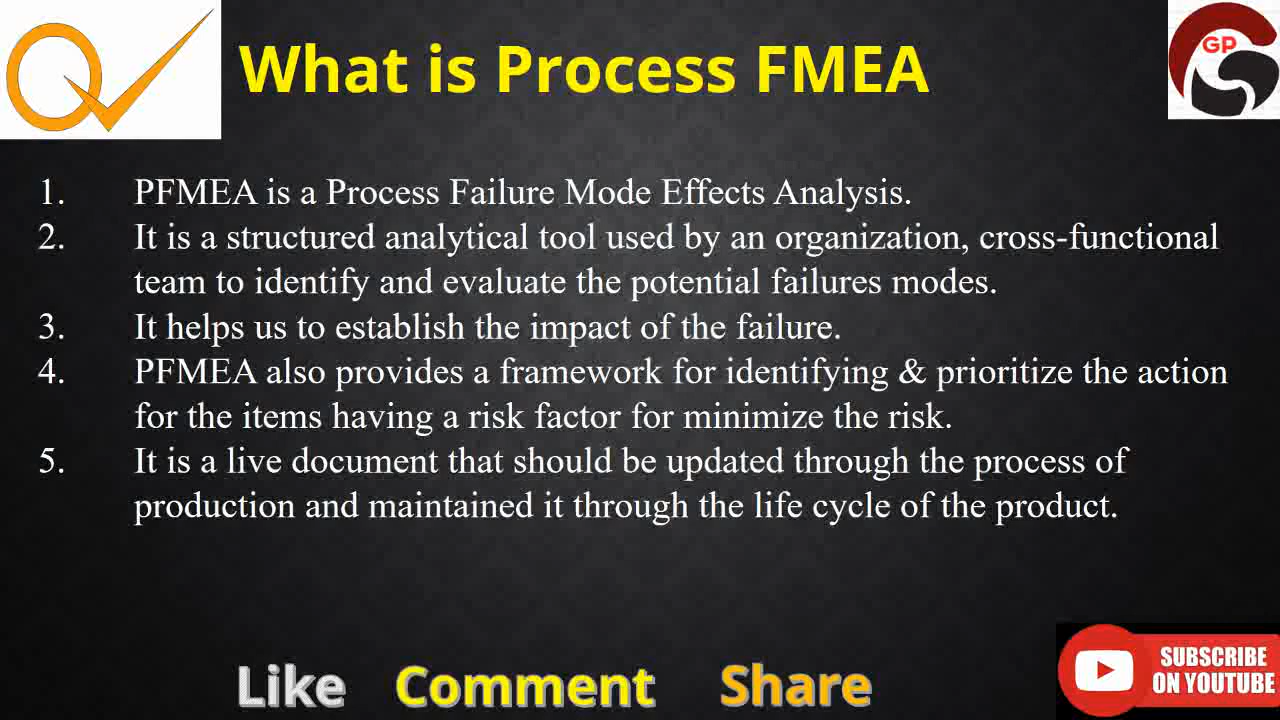 What is Process FMEA
GP
1. PFMEA is a Process Failure Mode Effects Analysis.
2. It is a structured analytical tool used by an organization, cross-functional
team to identify and evaluate the potential failures modes.
3. It helps us to establish the impact of the failure.
4. PFMEA also provides a framework for identifying & prioritize the action
for the items having a risk factor for minimize the risk.
5. It is a live document that should be updated through the process of
production and maintained it through the life cycle of the product.
Like Comment Share
SUBSCRIBE
ON YOUTUBE